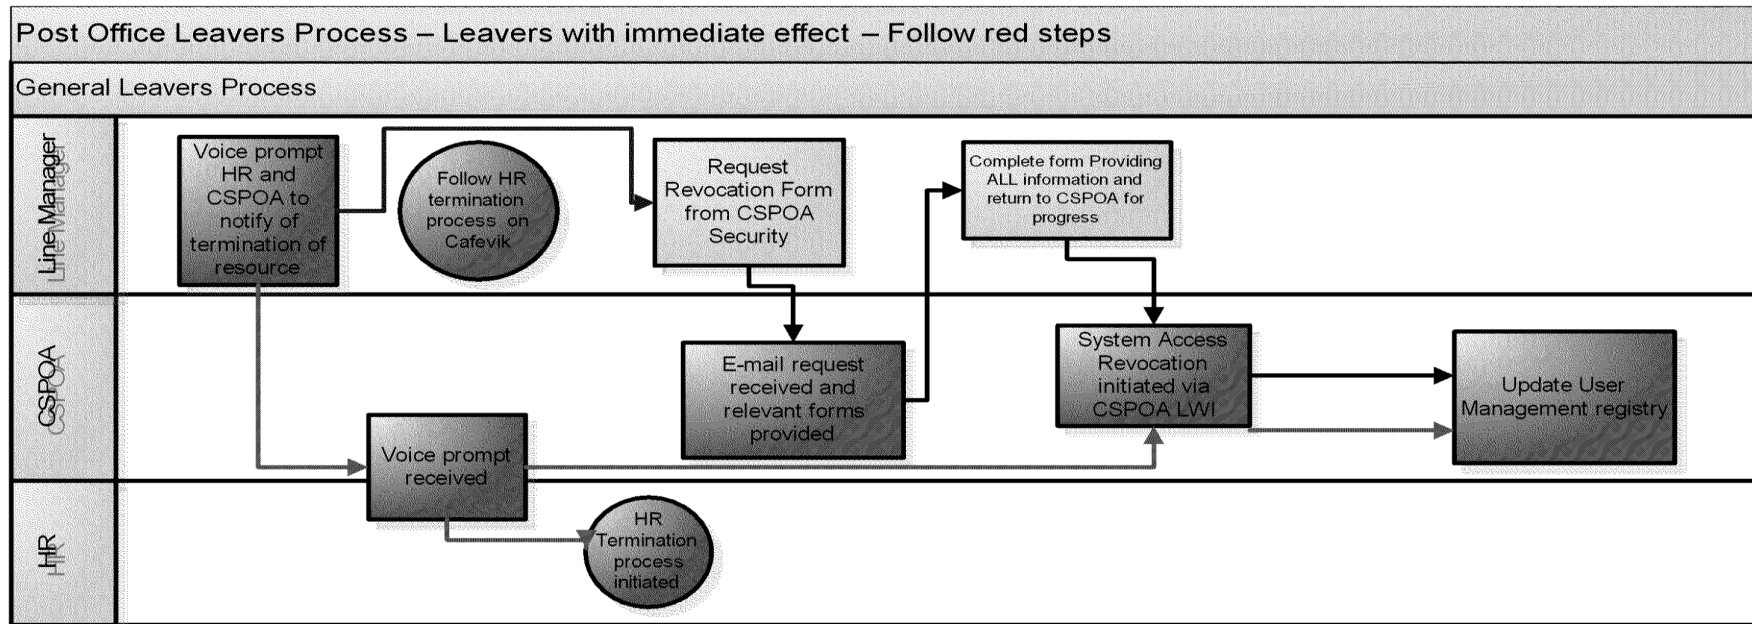 Post Office Leavers Process – Leavers with immediate effect – Follow red steps
General Leavers Process
Line Manager
Voice prompt
HR and
CSPOA to
notify of
termination of
resource
Follow HR
termination
process on
Cafevik
Request
Revocation Form
from CSPOA
Security
Complete form Providing
ALL information and
return to CSPOA for
progress
CSPOA
Voice prompt
received
E-mail request
received and
relevant forms
provided
System Access
Revocation
initiated via
CSPOA LWI
Update User
Management registry
HR
HR
Termination
process
initiated